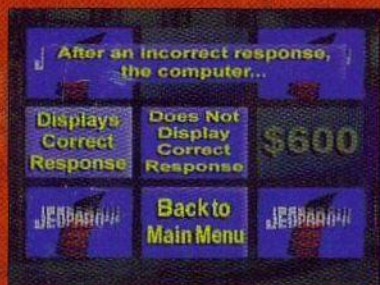 After an incorrect response,
the computer...
Displays
Correct
Response
Does Not
Display
Correct
Response
$600
JEOPARDY!
Back to
Main Menu
JEOPARDY!